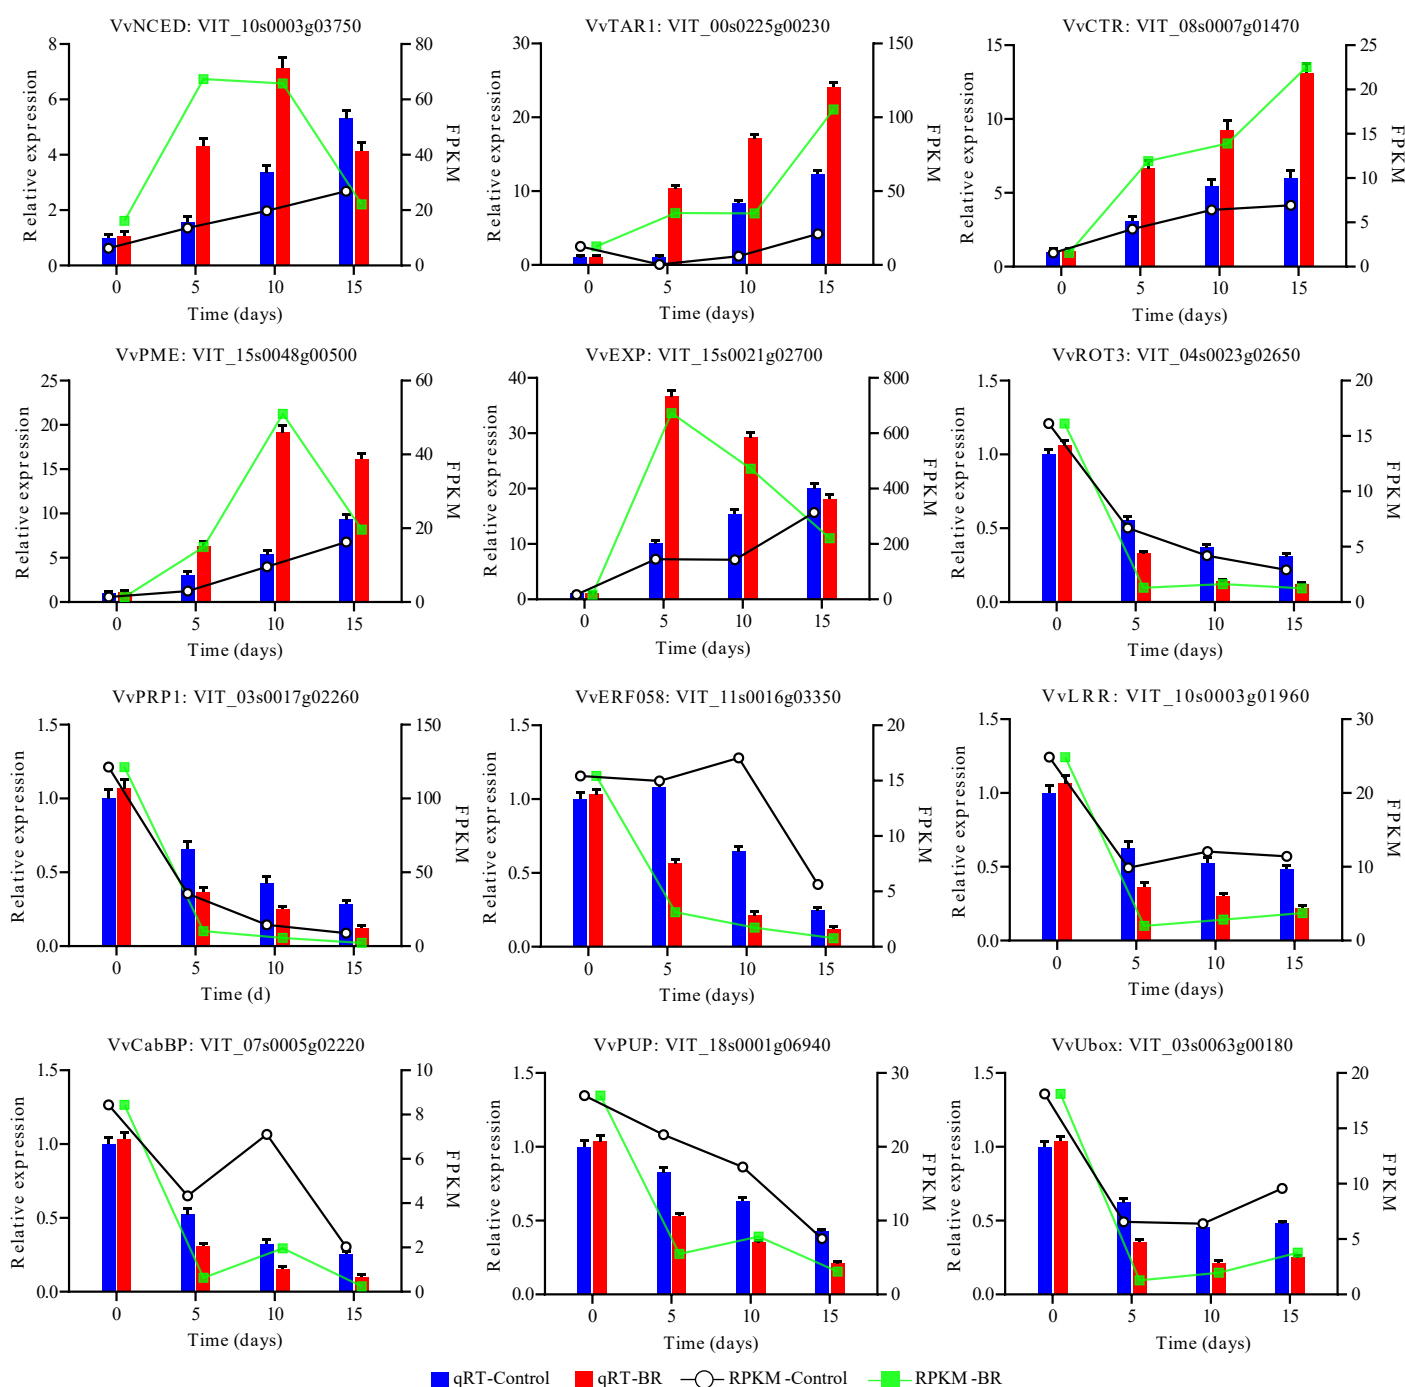 VvNCED: VIT_10s0003g03750
Relative expression
8
6
4
2
0
80
60
40
20
0
FPKM
0 5 10 15
Time (days)
VvTAR1: VIT_00s0225g00230
Relative expression
30
20
10
0
150
100
50
0
FPKM
0 5 10 15
Time (days)
VvCTR: VIT_08s0007g01470
Relative expression
15
10
5
0
25
20
15
10
5
0
FPKM
0 5 10 15
Time (days)
VvPME: VIT_15s0048g00500
Relative expression
25
20
15
10
5
0
60
40
20
0
FPKM
0 5 10 15
Time (days)
VvEXP: VIT_15s0021g02700
Relative expression
40
30
20
10
0
800
600
400
200
0
FPKM
0 5 10 15
Time (days)
VvROT3: VIT_04s0023g02650
Relative expression
1.5
1.0
0.5
0.0
20
15
10
5
0
FPKM
0 5 10 15
Time (days)
VvPRP1: VIT_03s0017g02260
Relative expression
1.5
1.0
0.5
0.0
150
100
50
0
FPKM
0 5 10 15
Time (d)
VvERF058: VIT_11s0016g03350
Relative expression
1.5
1.0
0.5
0.0
20
15
10
5
0
FPKM
0 5 10 15
Time (days)
VvLRR: VIT_10s0003g01960
Relative expression
1.5
1.0
0.5
0.0
30
20
10
0
FPKM
0 5 10 15
Time (days)
VvCabBP: VIT_07s0005g02220
Relative expression
1.5
1.0
0.5
0.0
10
8
6
4
2
0
FPKM
0 5 10 15
Time (days)
VvPUP: VIT_18s0001g06940
Relative expression
1.5
1.0
0.5
0.0
30
20
10
0
FPKM
0 5 10 15
Time (days)
VvUbox: VIT_03s0063g00180
Relative expression
1.5
1.0
0.5
0.0
20
15
10
5
0
FPKM
0 5 10 15
Time (days)
qRT-Control qRT-BR RPKM-Control RPKM-BR